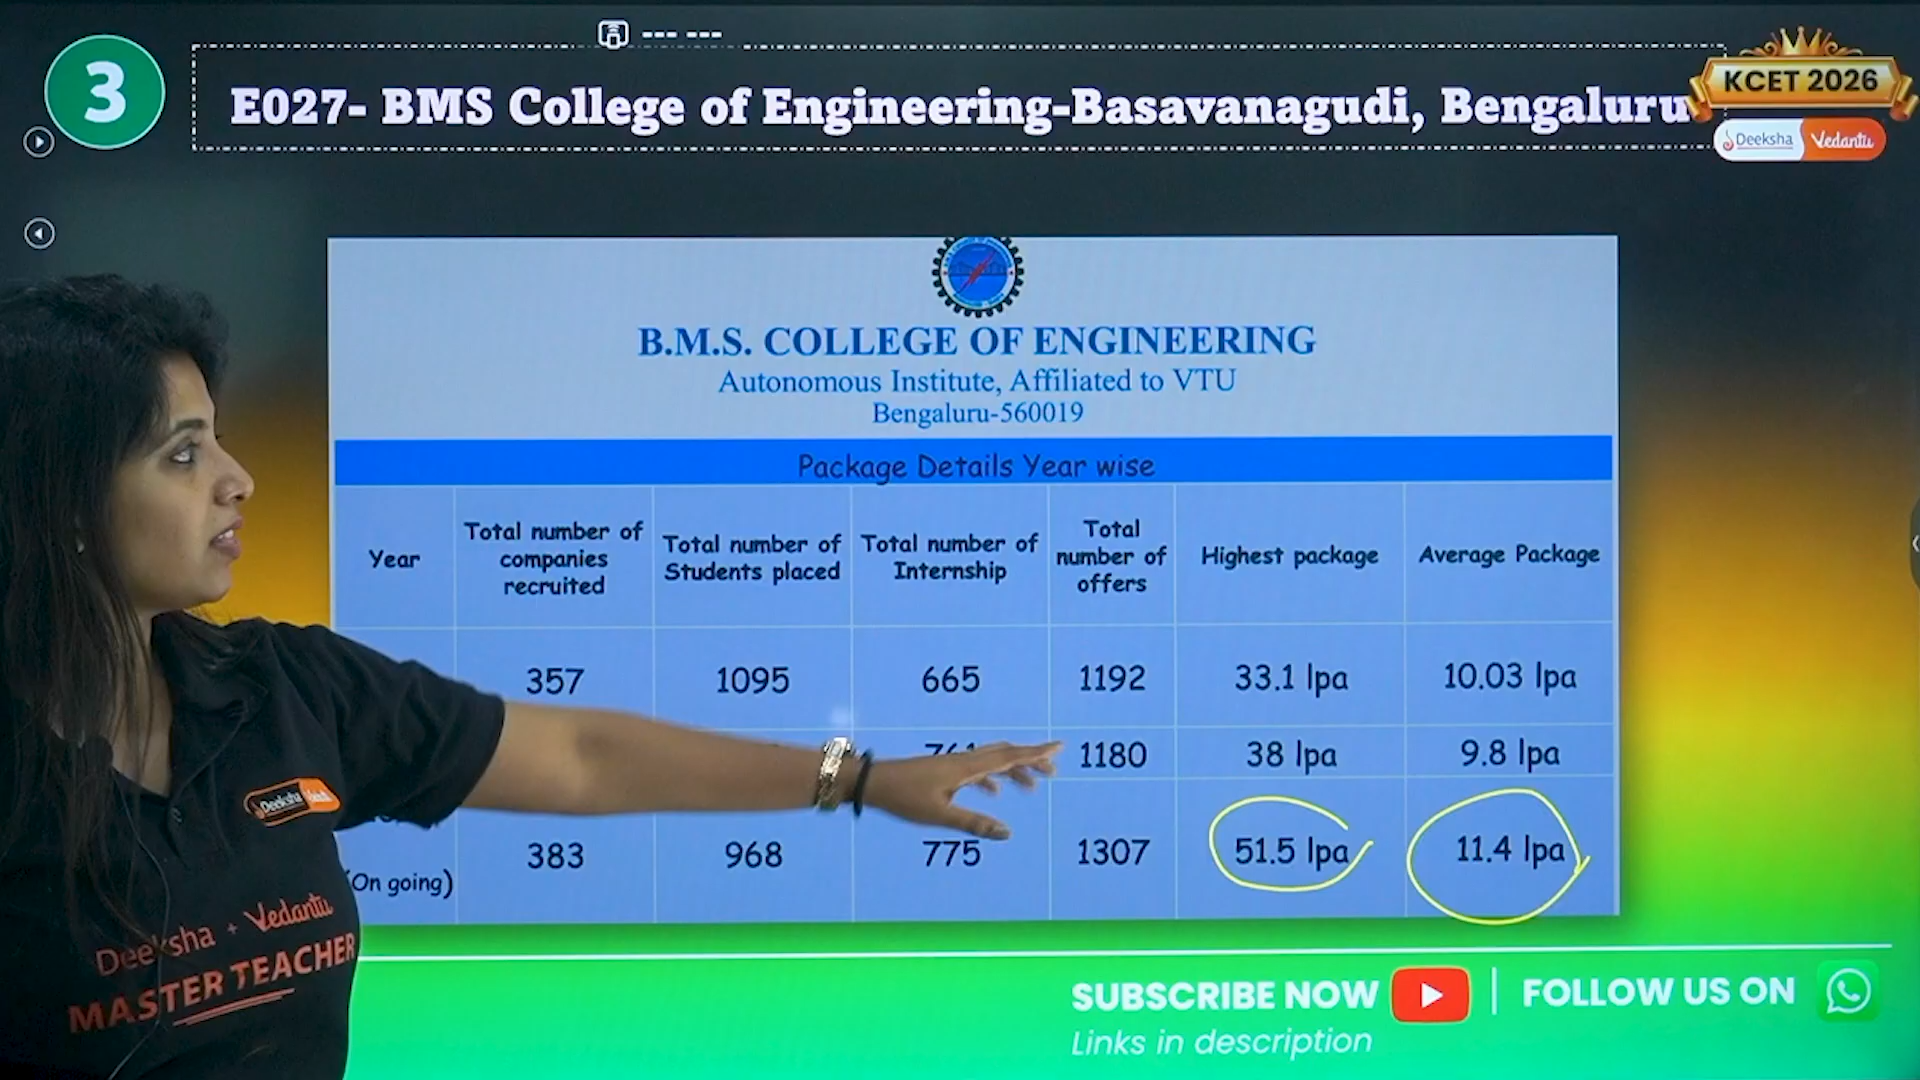 3
--- ---
E027- BMS College of Engineering-Basavanagudi, Bengaluru
KCET 2026
Deeksha Vedantu
B.M.S. COLLEGE OF ENGINEERING
Autonomous Institute, Affiliated to VTU
Bengaluru-560019
Package Details Year wise
Year
Total number of companies recruited
Total number of Students placed
Total number of Internship
Total number of offers
Highest package
Average Package
357 1095 665 1192 33.1 lpa 10.03 lpa
1180 38 lpa 9.8 lpa
383 968 775 1307 51.5 lpa 11.4 lpa
(On going)
Deeksha
Deeksha + Vedantu
MASTER TEACHER
SUBSCRIBE NOW | FOLLOW US ON
Links in description